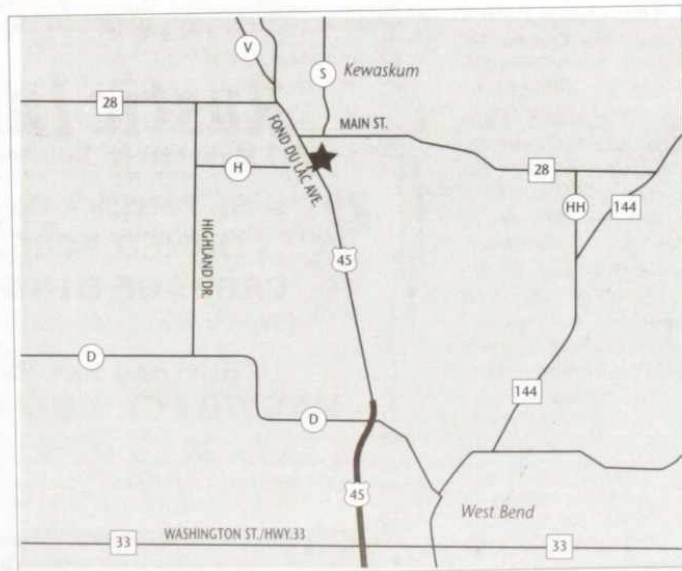 V
S
Kewaskum
28
MAIN ST.
FOND DU LAC AVE.
H
28
HH
144
HIGHLAND DR.
45
D
144
D
45
West Bend
WASHINGTON ST./HWY.33
33
33